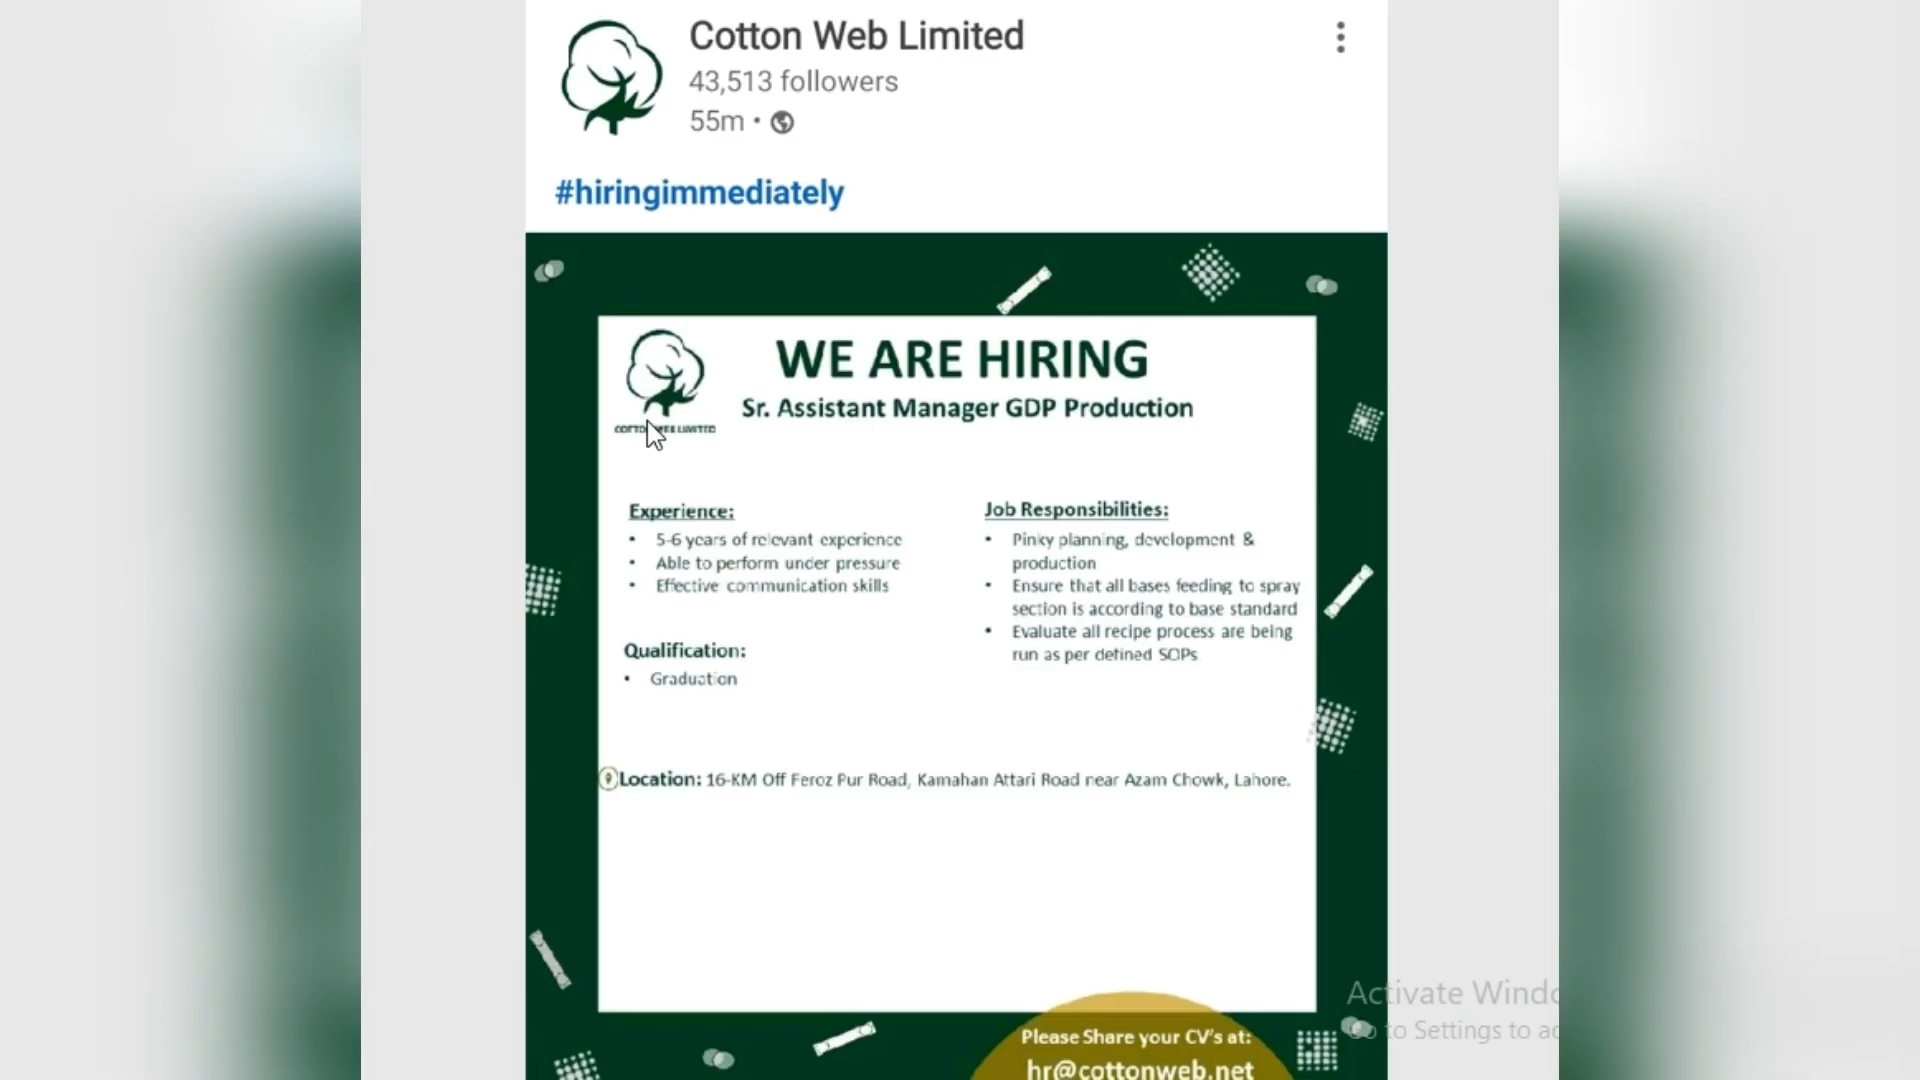 Cotton Web Limited
43,513 followers
55m •
#hiringimmediately
WE ARE HIRING
Sr. Assistant Manager GDP Production
COTTON WEB LIMITED
Experience:
• 5-6 years of relevant experience
• Able to perform under pressure
• Effective communication skills
Qualification:
• Graduation
Job Responsibilities:
• Pinky planning, development &
production
• Ensure that all bases feeding to spray
section is according to base standard
• Evaluate all recipe process are being
run as per defined SOPs
Location: 16-KM Off Feroz Pur Road, Kamahan Attari Road near Azam Chowk, Lahore.
Please Share your CV's at:
hr@cottonweb.net
Activate Windo
to Settings to ac